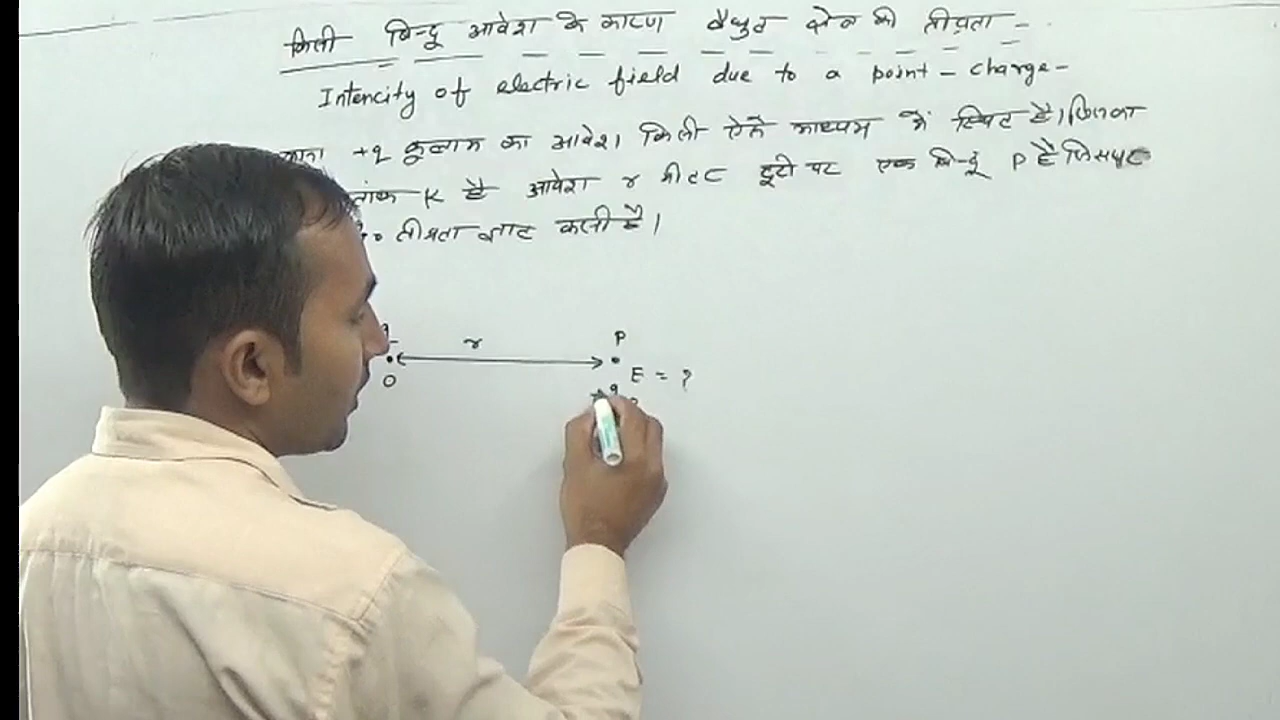 किसी बिन्दू आवेश के कारण वैधुत क्षेत्र की तीव्रता -
Intencity of electric field due to a point - charge -
माना +q कूलाम का आवेश किसी ऐसे माध्यम में स्थित है। जिसका
तांक K है आवेश r मीटर दूरी पर एक बिन्दु P है जिसपर
तीव्रता ज्ञात करनी है।
r
P
O
E = ?
+q